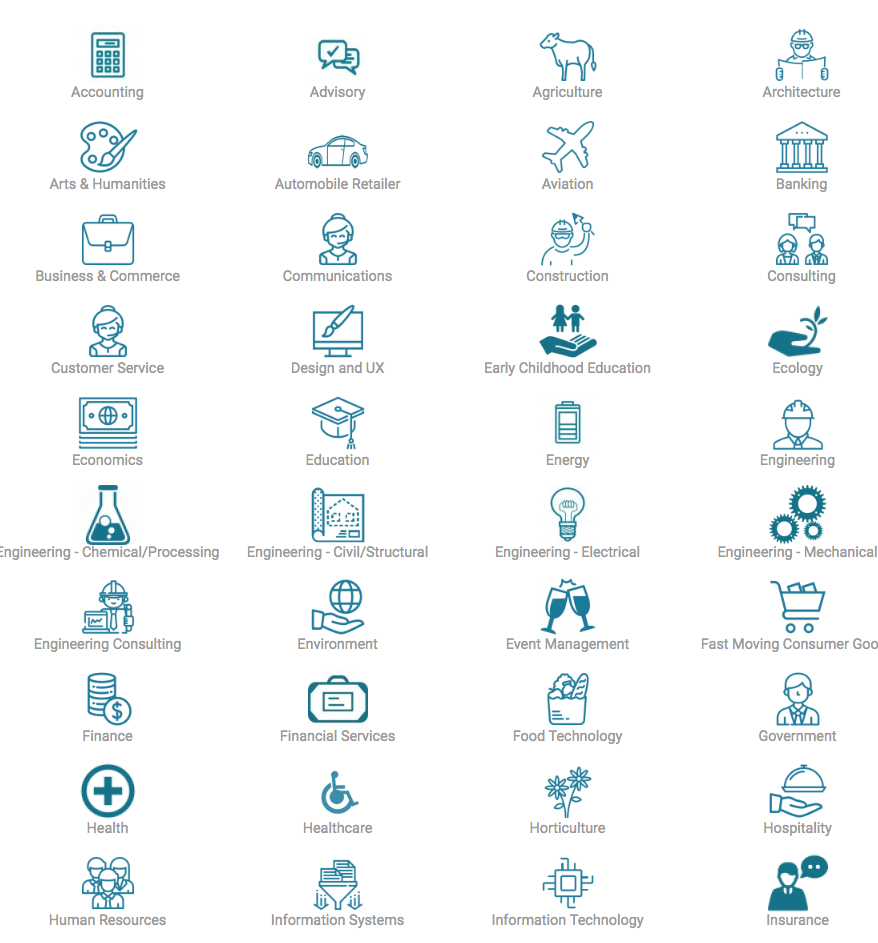 Accounting
Advisory
Agriculture
Architecture
Arts & Humanities
Automobile Retailer
Aviation
Banking
Business & Commerce
Communications
Construction
Consulting
Customer Service
Design and UX
Early Childhood Education
Ecology
Economics
Education
Energy
Engineering
Engineering - Chemical/Processing
Engineering - Civil/Structural
Engineering - Electrical
Engineering - Mechanical
Engineering Consulting
Environment
Event Management
Fast Moving Consumer Goo
Finance
$
Financial Services
Food Technology
Government
Health
Healthcare
Horticulture
Hospitality
Human Resources
Information Systems
Information Technology
Insurance